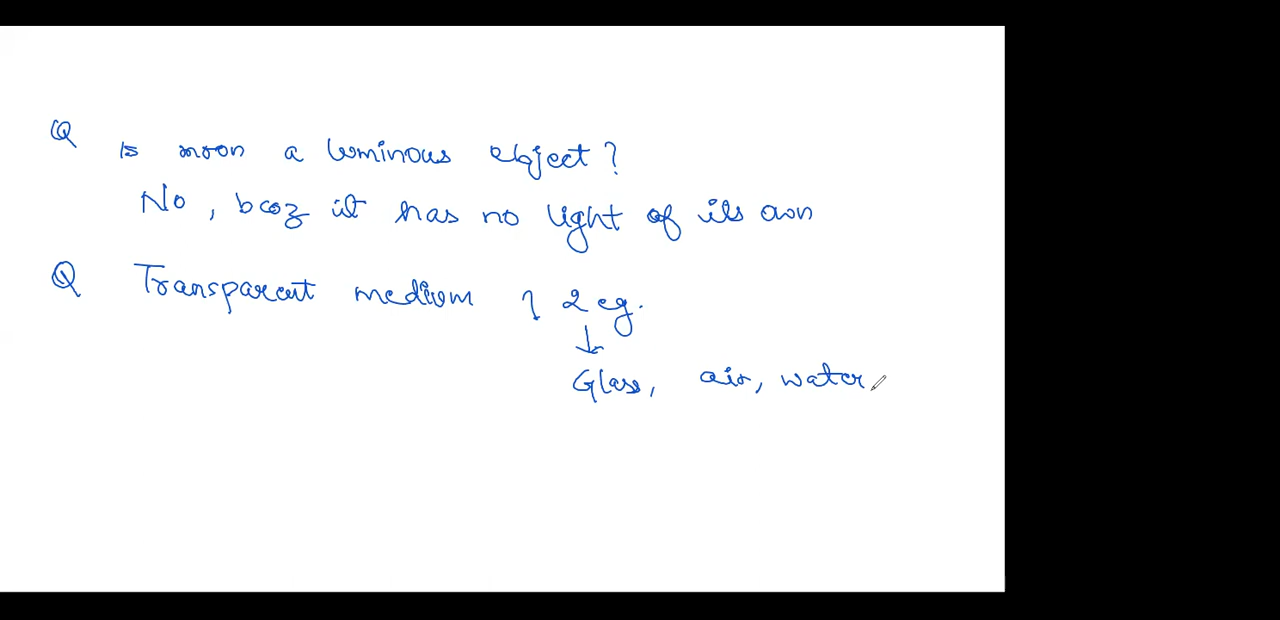 Q
Is moon a luminous object?
No, bcoz it has no light of its own
Q Transparent medium ? 2 eg.
↓
Glass, air, water,